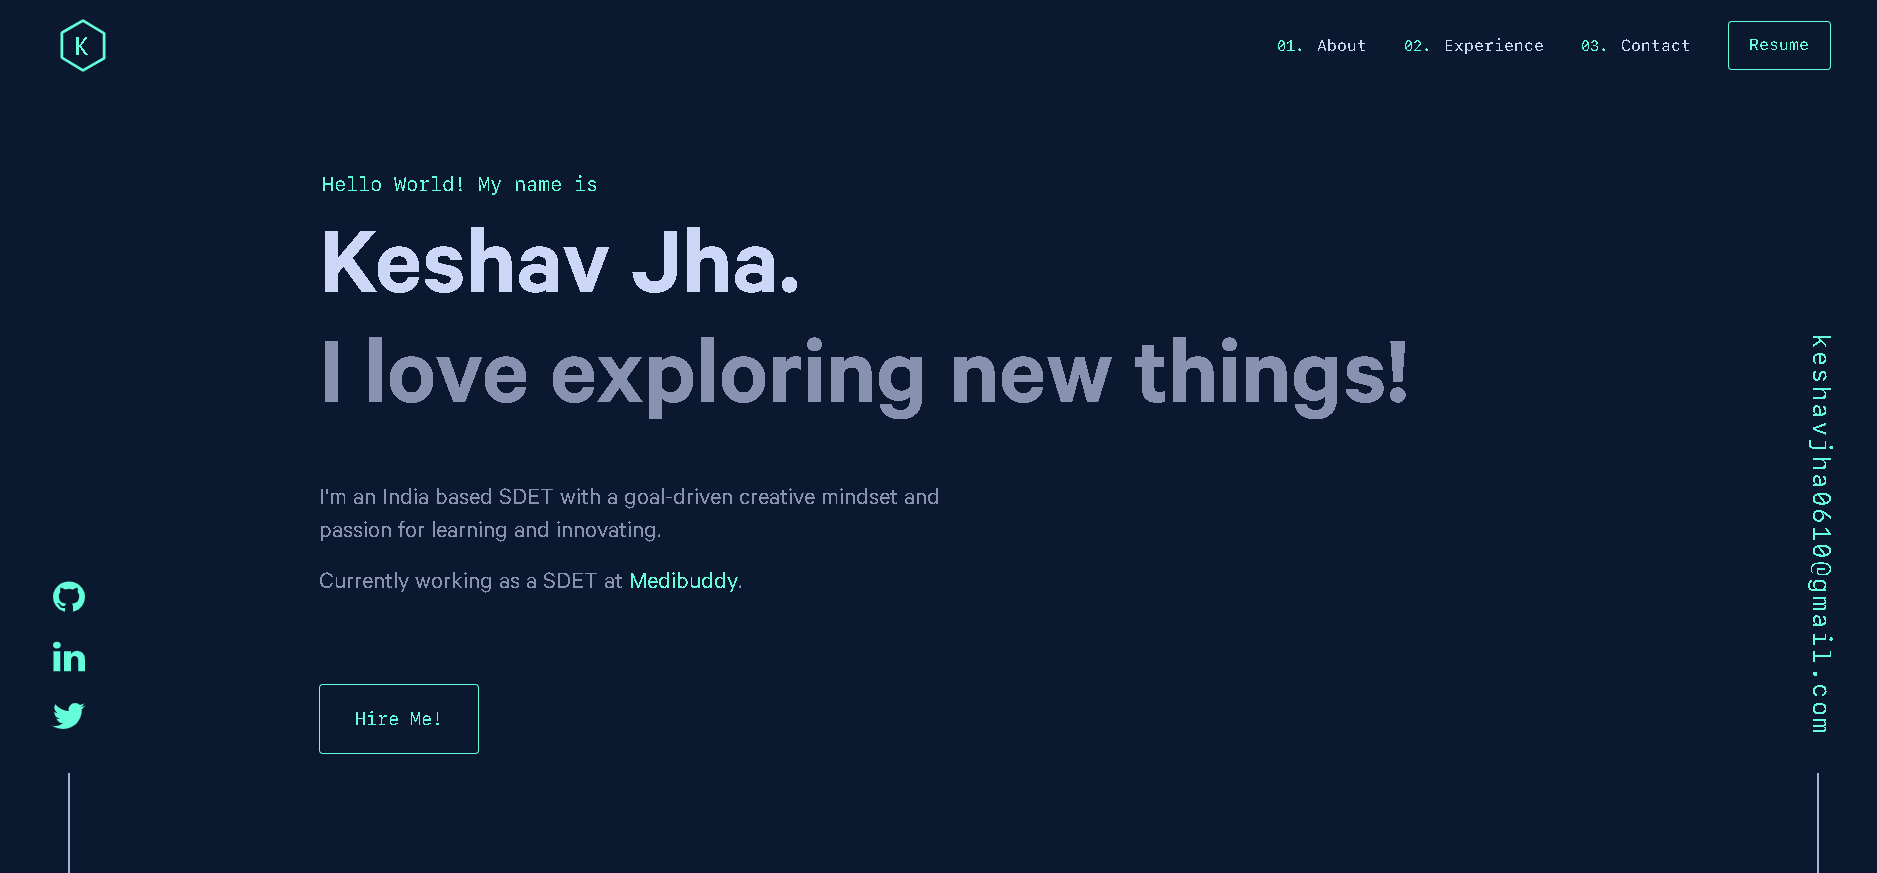 K
01. About 02. Experience 03. Contact Resume
Hello World! My name is
Keshav Jha.
I love exploring new things!
I'm an India based SDET with a goal-driven creative mindset and
passion for learning and innovating.
Currently working as a SDET at Medibuddy.
Hire Me!
in
keshavjha0610@gmail.com